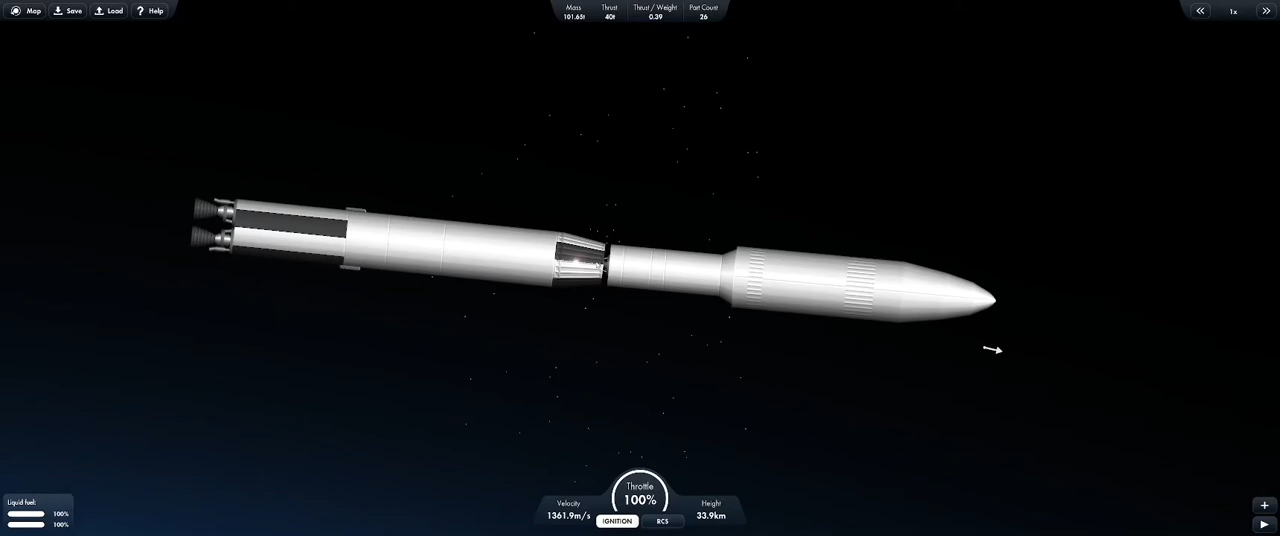 Map Save Load Help
Mass Thrust Thrust / Weight Part Count
101.65t 40t 0.39 26
1x
Throttle
100%
Velocity Height
1361.9m/s IGNITION RCS 33.9km
Liquid fuel:
100%
100%